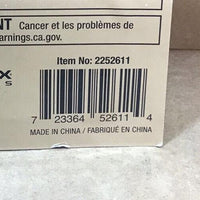 NT Cancer et les problèmes de
arnings.ca.gov.
Item No: 2252611
X
S
7 23364 52611 4
MADE IN CHINA / FABRIQUÉ EN CHINA